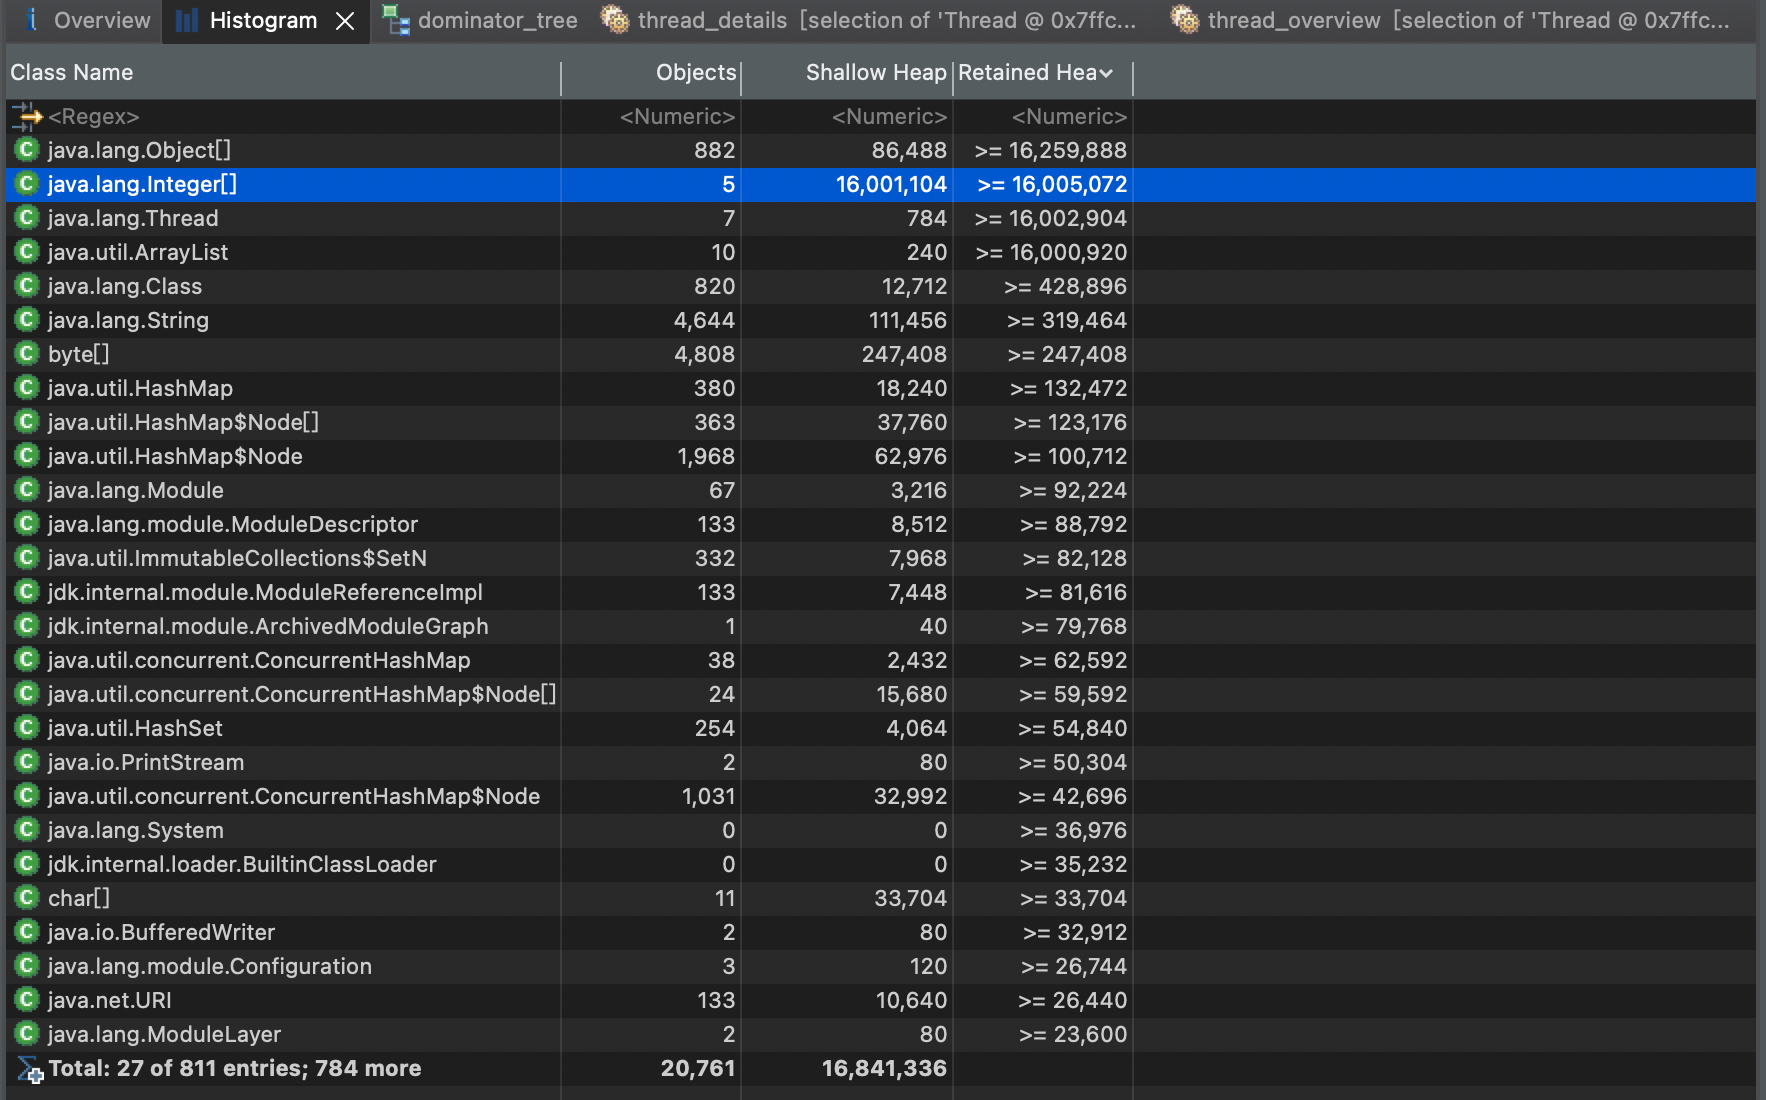 Overview Histogram dominator_tree thread_details [selection of 'Thread @ 0x7ffc... thread_overview [selection of 'Thread @ 0x7ffc...
Class Name Objects Shallow Heap Retained Hea
<Regex> <Numeric> <Numeric> <Numeric>
java.lang.Object[] 882 86,488 >= 16,259,888
java.lang.Integer[] 5 16,001,104 >= 16,005,072
java.lang.Thread 7 784 >= 16,002,904
java.util.ArrayList 10 240 >= 16,000,920
java.lang.Class 820 12,712 >= 428,896
java.lang.String 4,644 111,456 >= 319,464
byte[] 4,808 247,408 >= 247,408
java.util.HashMap 380 18,240 >= 132,472
java.util.HashMap$Node[] 363 37,760 >= 123,176
java.util.HashMap$Node 1,968 62,976 >= 100,712
java.lang.Module 67 3,216 >= 92,224
java.lang.module.ModuleDescriptor 133 8,512 >= 88,792
java.util.ImmutableCollections$SetN 332 7,968 >= 82,128
jdk.internal.module.ModuleReferenceImpl 133 7,448 >= 81,616
jdk.internal.module.ArchivedModuleGraph 1 40 >= 79,768
java.util.concurrent.ConcurrentHashMap 38 2,432 >= 62,592
java.util.concurrent.ConcurrentHashMap$Node[] 24 15,680 >= 59,592
java.util.HashSet 254 4,064 >= 54,840
java.io.PrintStream 2 80 >= 50,304
java.util.concurrent.ConcurrentHashMap$Node 1,031 32,992 >= 42,696
java.lang.System 0 0 >= 36,976
jdk.internal.loader.BuiltinClassLoader 0 0 >= 35,232
char[] 11 33,704 >= 33,704
java.io.BufferedWriter 2 80 >= 32,912
java.lang.module.Configuration 3 120 >= 26,744
java.net.URI 133 10,640 >= 26,440
java.lang.ModuleLayer 2 80 >= 23,600
Total: 27 of 811 entries; 784 more 20,761 16,841,336